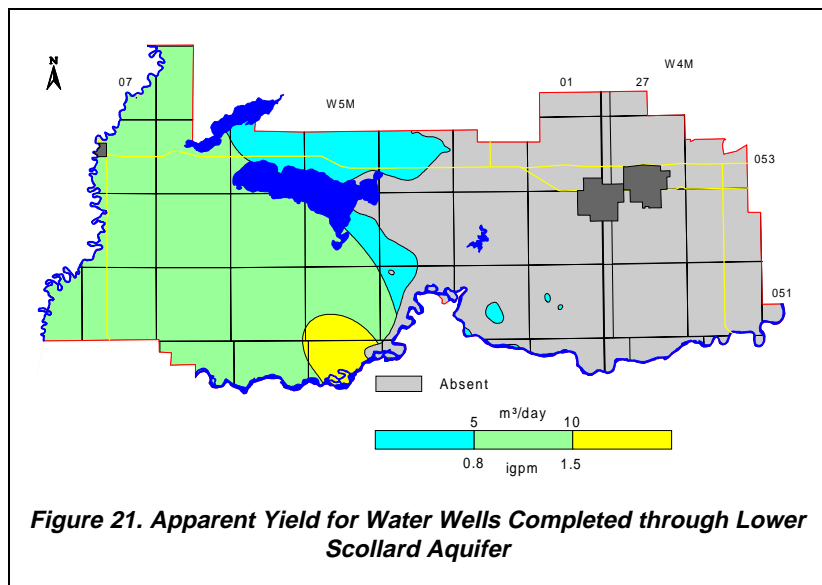 N
07
W5M
01
27
W4M
053
051
Absent
m³/day
5
10
0.8
igpm
1.5
Figure 21. Apparent Yield for Water Wells Completed through Lower
Scollard Aquifer